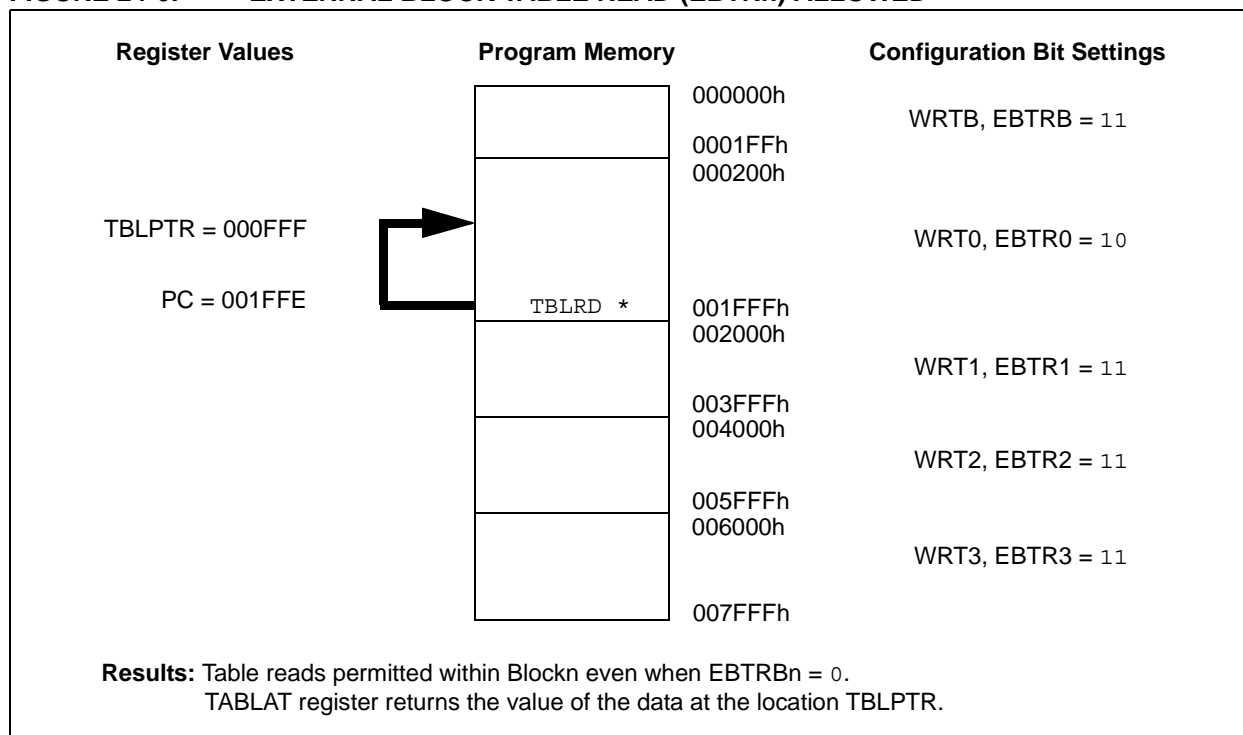 Register Values Program Memory Configuration Bit Settings
000000h
WRTB, EBTRB = 11
0001FFh
000200h
TBLPTR = 000FFF
WRT0, EBTR0 = 10
PC = 001FFE
TBLRD *
001FFFh
002000h
WRT1, EBTR1 = 11
003FFFh
004000h
WRT2, EBTR2 = 11
005FFFh
006000h
WRT3, EBTR3 = 11
007FFFh
Results: Table reads permitted within Blockn even when EBTRBn = 0.
TABLAT register returns the value of the data at the location TBLPTR.